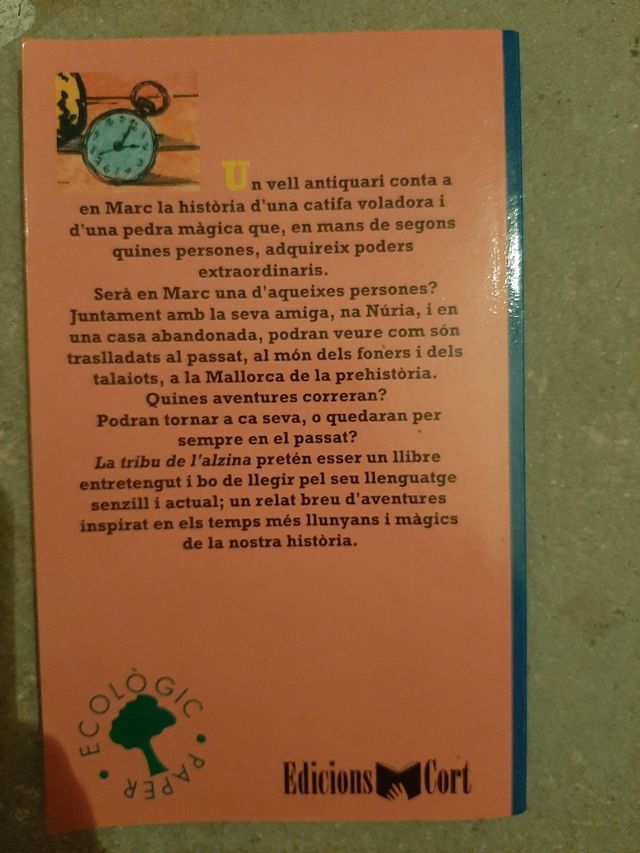 Un vell antiquari conta a
en Marc la història d'una catifa voladora i
d'una pedra màgica que, en mans de segons
quines persones, adquireix poders
extraordinaris.
Serà en Marc una d'aqueixes persones?
Juntament amb la seva amiga, na Núria, i en
una casa abandonada, podran veure com són
traslladats al passat, al món dels foners i dels
talaiots, a la Mallorca de la prehistòria.
Quines aventures correran?
Podran tornar a ca seva, o quedaran per
sempre en el passat?
La tribu de l'alzina pretén esser un llibre
entretengut i bo de llegir pel seu llenguatge
senzill i actual; un relat breu d'aventures
inspirat en els temps més llunyans i màgics
de la nostra història.
ECOLÒGIC • PAPER •
Edicions Cort